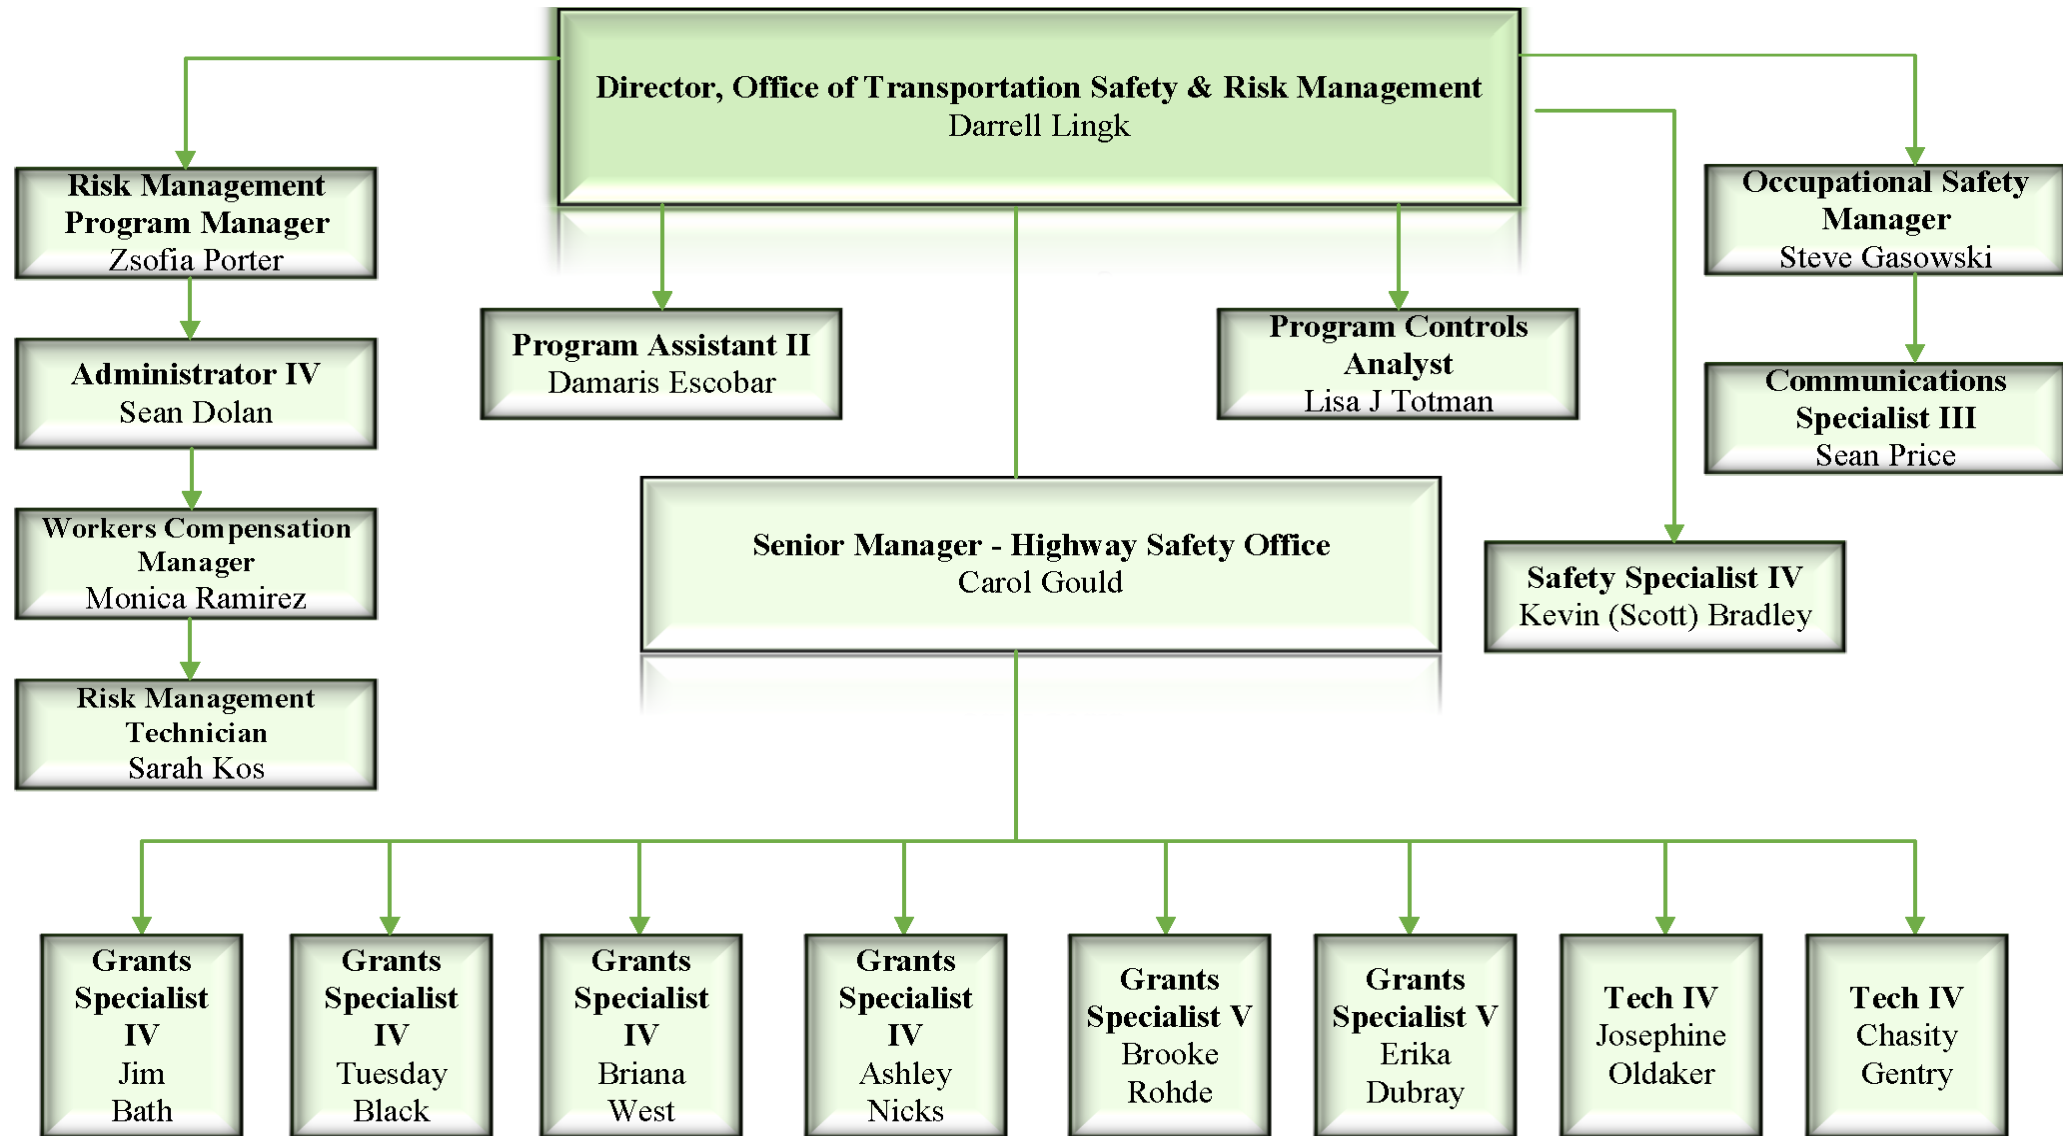 Director, Office of Transportation Safety & Risk Management
Darrell Lingk
Risk Management
Program Manager
Zsofia Porter
Occupational Safety
Manager
Steve Gasowski
Program Assistant II
Damaris Escobar
Program Controls
Analyst
Lisa J Totman
Administrator IV
Sean Dolan
Communications
Specialist III
Sean Price
Workers Compensation
Manager
Monica Ramirez
Senior Manager - Highway Safety Office
Carol Gould
Safety Specialist IV
Kevin (Scott) Bradley
Risk Management
Technician
Sarah Kos
Grants
Specialist
IV
Jim
Bath
Grants
Specialist
IV
Tuesday
Black
Grants
Specialist
IV
Briana
West
Grants
Specialist
IV
Ashley
Nicks
Grants
Specialist V
Brooke
Rohde
Grants
Specialist V
Erika
Dubray
Tech IV
Josephine
Oldaker
Tech IV
Chasity
Gentry